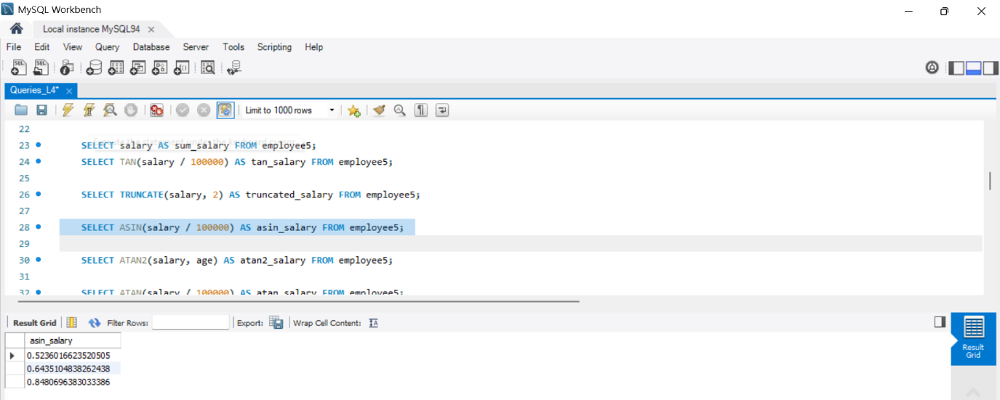 MySQL Workbench
Local instance MySQL94
File Edit View Query Database Server Tools Scripting Help
Queries_L4*
Limit to 1000 rows
22
Execute the statement under the keyboard cursor
23 SELECT salary AS sum_salary FROM employee5;
24 SELECT TAN(salary / 100000) AS tan_salary FROM employee5;
25
26 SELECT TRUNCATE(salary, 2) AS truncated_salary FROM employee5;
27
28 SELECT ASIN(salary / 100000) AS asin_salary FROM employee5;
29
30 SELECT ATAN2(salary, age) AS atan2_salary FROM employee5;
31
32 SELECT ATAN(salary / 100000) AS atan_salary FROM employee5;
Result Grid Filter Rows: Export: Wrap Cell Content:
asin_salary
0.5236016623520505
0.6435104838262438
0.8480696383033386
Result
Grid